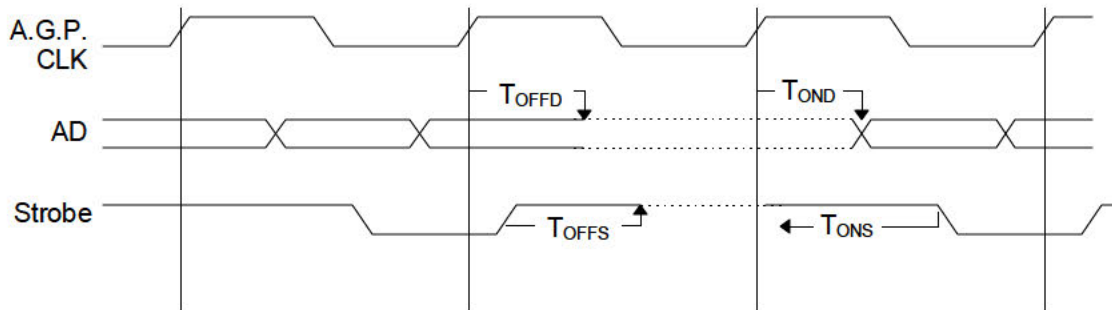 A.G.P.
CLK
TOFFD
TOND
AD
Strobe
TOFFS
TONS